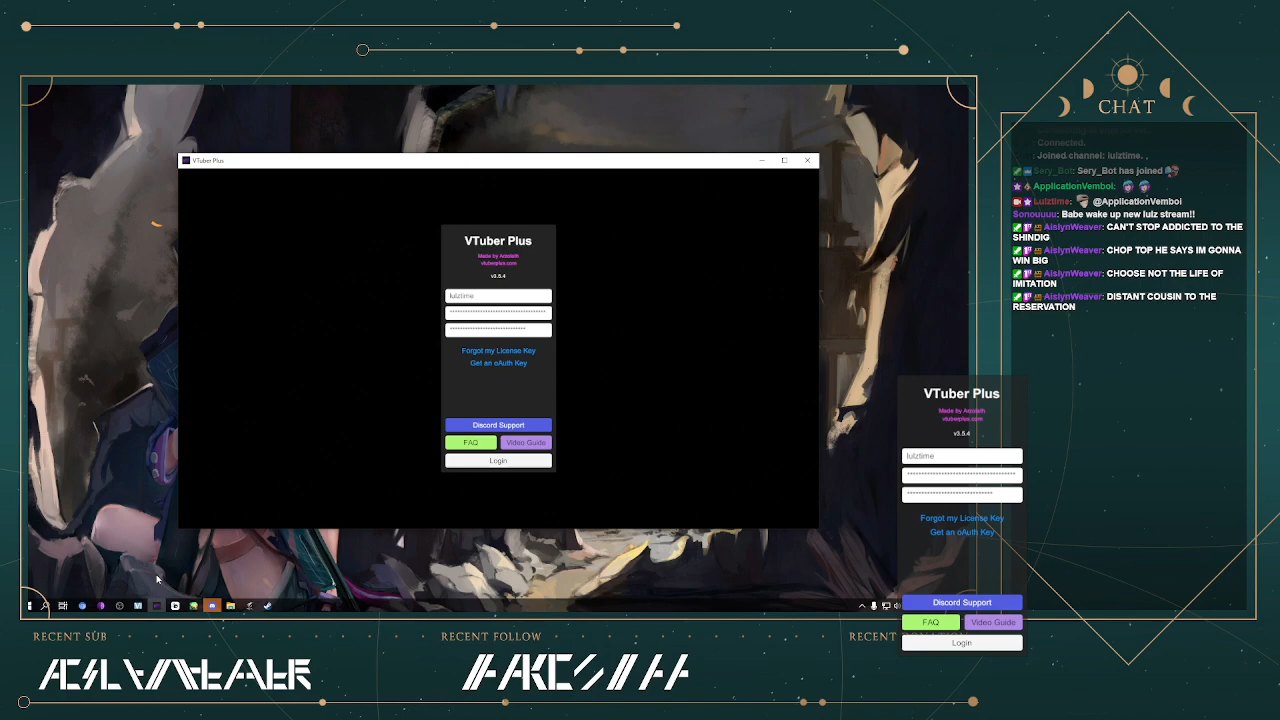 CHAT
Connected.
: Joined channel: lulztime. ,
Sery_Bot: Sery_Bot has joined
ApplicationVemboi:
Lulztime: @ApplicationVemboi
Sonouuuu: Babe wake up new lulz stream!!
AislynWeaver: CAN'T STOP ADDICTED TO THE
SHINDIG
AislynWeaver: CHOP TOP HE SAYS IM GONNA
WIN BIG
AislynWeaver: CHOOSE NOT THE LIFE OF
IMITATION
AislynWeaver: DISTANT COUSIN TO THE
RESERVATION
VTuber Plus
VTuber Plus
Made by
vtuberplus.com
v3.5.4
lulztime
Forgot my License Key
Get an oAuth Key
Discord Support
FAQ
Video Guide
Login
VTuber Plus
Made by
vtuberplus.com
v3.5.4
lulztime
Forgot my License Key
Get an oAuth Key
Discord Support
FAQ
Video Guide
Login
RECENT SUB
RECENT FOLLOW
RECENT